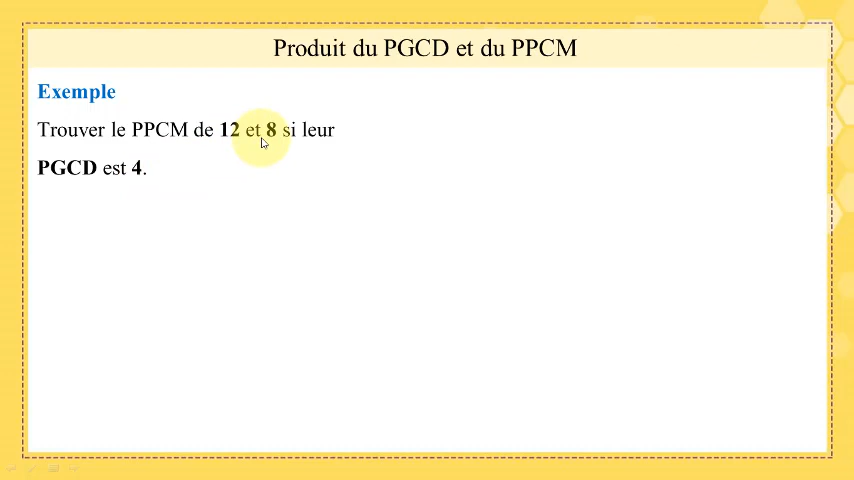 Produit du PGCD et du PPCM
Exemple
Trouver le PPCM de 12 et 8 si leur
PGCD est 4.